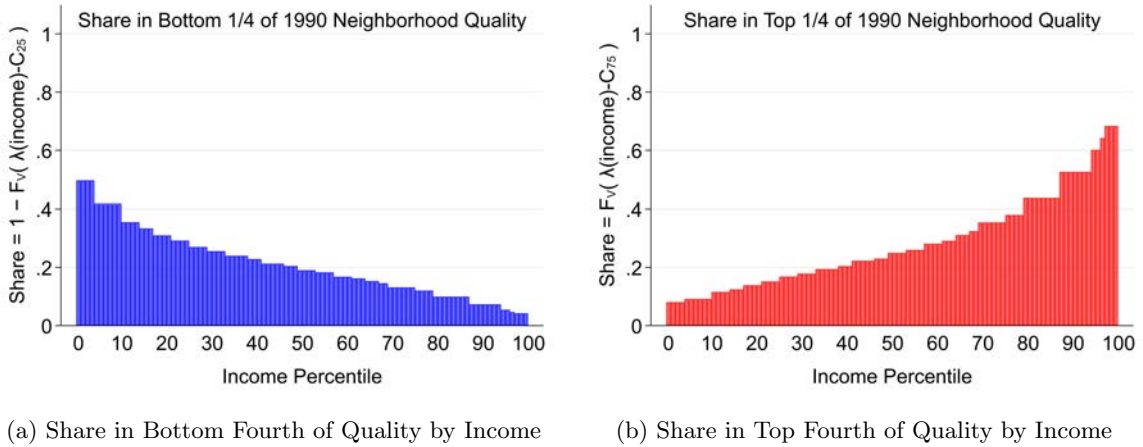 Share in Bottom 1/4 of 1990 Neighborhood Quality
Share = 1 − Fᵥ( λ(income)-C₂₅ )
1
.8
.6
.4
.2
0
0 10 20 30 40 50 60 70 80 90 100
Income Percentile
(a) Share in Bottom Fourth of Quality by Income
Share in Top 1/4 of 1990 Neighborhood Quality
Share = Fᵥ( λ(income)-C₇₅ )
1
.8
.6
.4
.2
0
0 10 20 30 40 50 60 70 80 90 100
Income Percentile
(b) Share in Top Fourth of Quality by Income